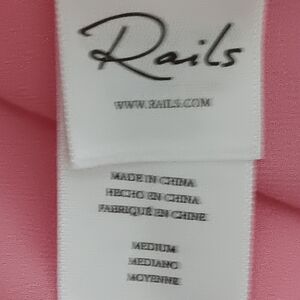 Rails
WWW.RAILS.COM
MADE IN CHINA
HECHO EN CHINA
FABRIQUÉ EN CHINE
MEDIUM
MEDIANO
MOYENNE